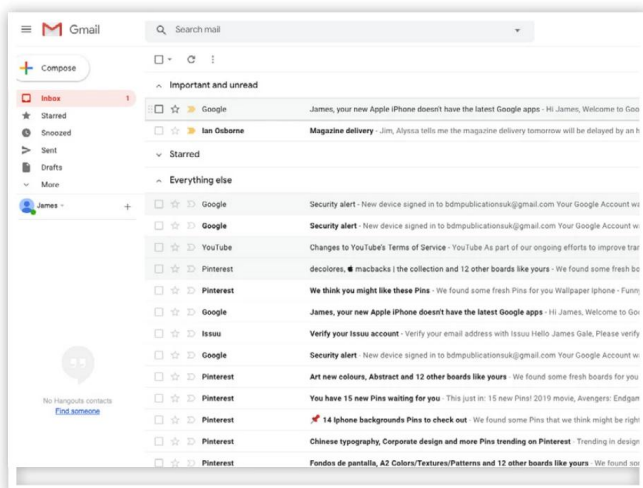 Gmail
Search mail
Compose
Inbox 1
Starred
Snoozed
Sent
Drafts
More
James
No Hangouts contacts
Find someone
Important and unread
Google James, your new Apple iPhone doesn't have the latest Google apps - Hi James, Welcome to Goo
Ian Osborne Magazine delivery - Jim, Alyssa tells me the magazine delivery tomorrow will be delayed by an h
Starred
Everything else
Google Security alert - New device signed in to bdmpublicationsuk@gmail.com Your Google Account wa
Google Security alert - New device signed in to bdmpublicationsuk@gmail.com Your Google Account wa
YouTube Changes to YouTube's Terms of Service - YouTube As part of our ongoing efforts to improve tran
Pinterest decolores, macbacks | the collection and 12 other boards like yours - We found some fresh bo
Pinterest We think you might like these Pins - We found some fresh Pins for you Wallpaper Iphone - Funny
Google James, your new Apple iPhone doesn't have the latest Google apps - Hi James, Welcome to Goo
Issuu Verify your Issuu account - Verify your email address with Issuu Hello James Gale, Please verify
Google Security alert - New device signed in to bdmpublicationsuk@gmail.com Your Google Account wa
Pinterest Art new colours, Abstract and 12 other boards like yours - We found some fresh boards for you
Pinterest You have 15 new Pins waiting for you - This just in: 15 new Pins! 2019 movie, Avengers: Endgam
Pinterest 14 Iphone backgrounds Pins to check out - We found some Pins that we think might be righ
Pinterest Chinese typography, Corporate design and more Pins trending on Pinterest - Trending in design
Pinterest Fondos de pantalla, A2 Colors/Textures/Patterns and 12 other boards like yours - We found so